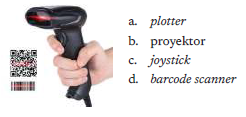 a. plotter
b. proyektor
c. joystick
d. barcode scanner